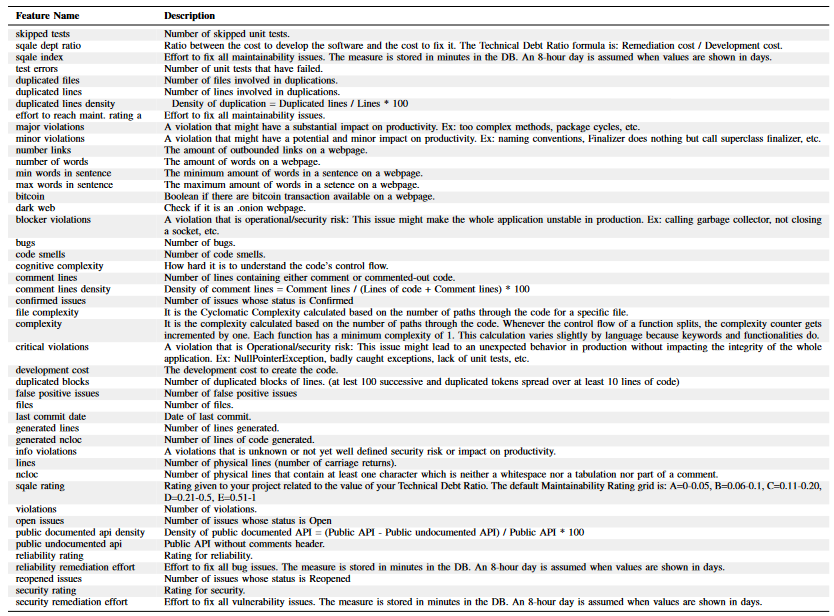 Feature Name Description
skipped tests Number of skipped unit tests.
sqale dept ratio Ratio between the cost to develop the software and the cost to fix it. The Technical Debt Ratio formula is: Remediation cost / Development cost.
sqale index Effort to fix all maintainability issues. The measure is stored in minutes in the DB. An 8-hour day is assumed when values are shown in days.
test errors Number of unit tests that have failed.
duplicated files Number of files involved in duplications.
duplicated lines Number of lines involved in duplications.
duplicated lines density Density of duplication = Duplicated lines / Lines * 100
effort to reach maint. rating a Effort to fix all maintainability issues.
major violations A violation that might have a substantial impact on productivity. Ex: too complex methods, package cycles, etc.
minor violations A violation that might have a potential and minor impact on productivity. Ex: naming conventions, Finalizer does nothing but call superclass finalizer, etc.
number links The amount of outbounded links on a webpage.
number of words The amount of words on a webpage.
min words in sentence The minimum amount of words in a sentence on a webpage.
max words in sentence The maximum amount of words in a setence on a webpage.
bitcoin Boolean if there are bitcoin transaction available on a webpage.
dark web Check if it is an .onion webpage.
blocker violations A violation that is operational/security risk: This issue might make the whole application unstable in production. Ex: calling garbage collector, not closing
a socket, etc.
bugs Number of bugs.
code smells Number of code smells.
cognitive complexity How hard it is to understand the code's control flow.
comment lines Number of lines containing either comment or commented-out code.
comment lines density Density of comment lines = Comment lines / (Lines of code + Comment lines) * 100
confirmed issues Number of issues whose status is Confirmed
file complexity It is the Cyclomatic Complexity calculated based on the number of paths through the code for a specific file.
complexity It is the complexity calculated based on the number of paths through the code. Whenever the control flow of a function splits, the complexity counter gets
incremented by one. Each function has a minimum complexity of 1. This calculation varies slightly by language because keywords and functionalities do.
critical violations A violation that is Operational/security risk: This issue might lead to an unexpected behavior in production without impacting the integrity of the whole
application. Ex: NullPointerException, badly caught exceptions, lack of unit tests, etc.
development cost The development cost to create the code.
duplicated blocks Number of duplicated blocks of lines. (at lest 100 successive and duplicated tokens spread over at least 10 lines of code)
false positive issues Number of false positive issues
files Number of files.
last commit date Date of last commit.
generated lines Number of lines generated.
generated ncloc Number of lines of code generated.
info violations A violations that is unknown or not yet well defined security risk or impact on productivity.
lines Number of physical lines (number of carriage returns).
ncloc Number of physical lines that contain at least one character which is neither a whitespace nor a tabulation nor part of a comment.
sqale rating Rating given to your project related to the value of your Technical Debt Ratio. The default Maintainability Rating grid is: A=0-0.05, B=0.06-0.1, C=0.11-0.20,
D=0.21-0.5, E=0.51-1
violations Number of violations.
open issues Number of issues whose status is Open
public documented api density Density of public documented API = (Public API - Public undocumented API) / Public API * 100
public undocumented api Public API without comments header.
reliability rating Rating for reliability.
reliability remediation effort Effort to fix all bug issues. The measure is stored in minutes in the DB. An 8-hour day is assumed when values are shown in days.
reopened issues Number of issues whose status is Reopened
security rating Rating for security.
security remediation effort Effort to fix all vulnerability issues. The measure is stored in minutes in the DB. An 8-hour day is assumed when values are shown in days.